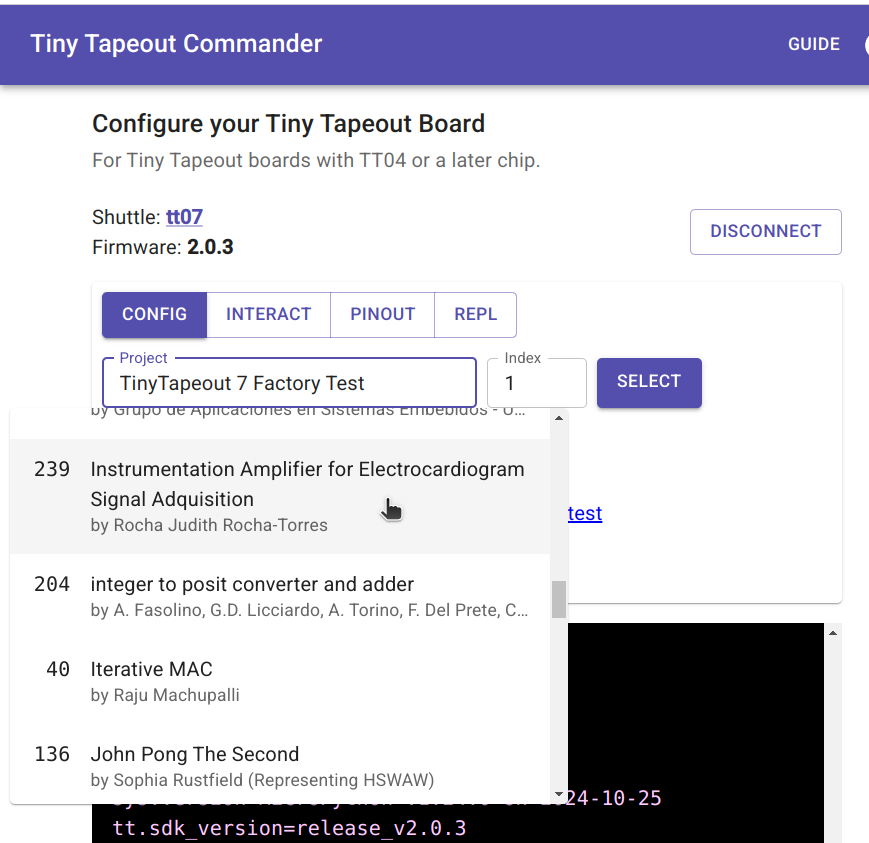 Tiny Tapeout Commander
GUIDE
Configure your Tiny Tapeout Board
For Tiny Tapeout boards with TT04 or a later chip.
Shuttle: tt07
Firmware: 2.0.3
DISCONNECT
CONFIG INTERACT PINOUT REPL
Project
TinyTapeout 7 Factory Test
Index
1
SELECT
by Grupo de Aplicaciones en Sistemas Embebidos - U...
239 Instrumentation Amplifier for Electrocardiogram
Signal Adquisition
by Rocha Judith Rocha-Torres
test
204 integer to posit converter and adder
by A. Fasolino, G.D. Licciardo, A. Torino, F. Del Prete, C...
40 Iterative MAC
by Raju Machupalli
136 John Pong The Second
by Sophia Rustfield (Representing HSWAW)
24-10-25
tt.sdk_version=release_v2.0.3